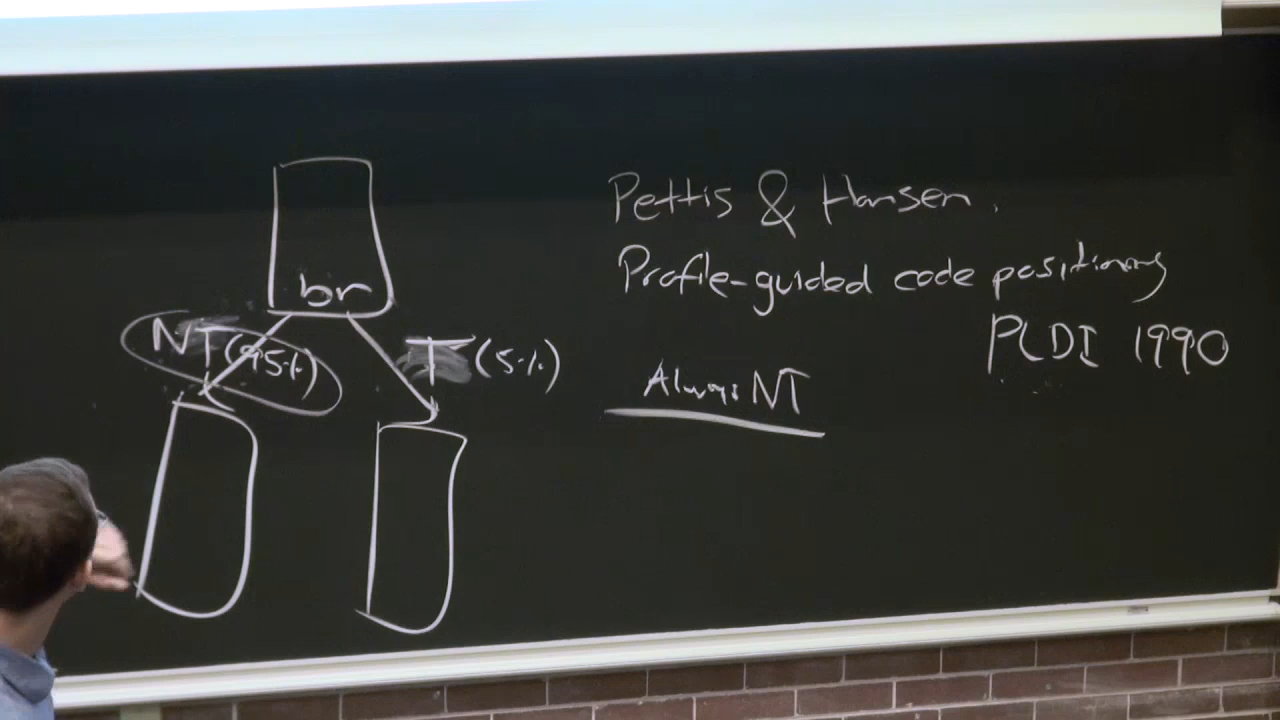 Pettis & Hansen.
Profile-guided code positioning
PLDI 1990
br
NT (95%)
T (5%)
Always NT